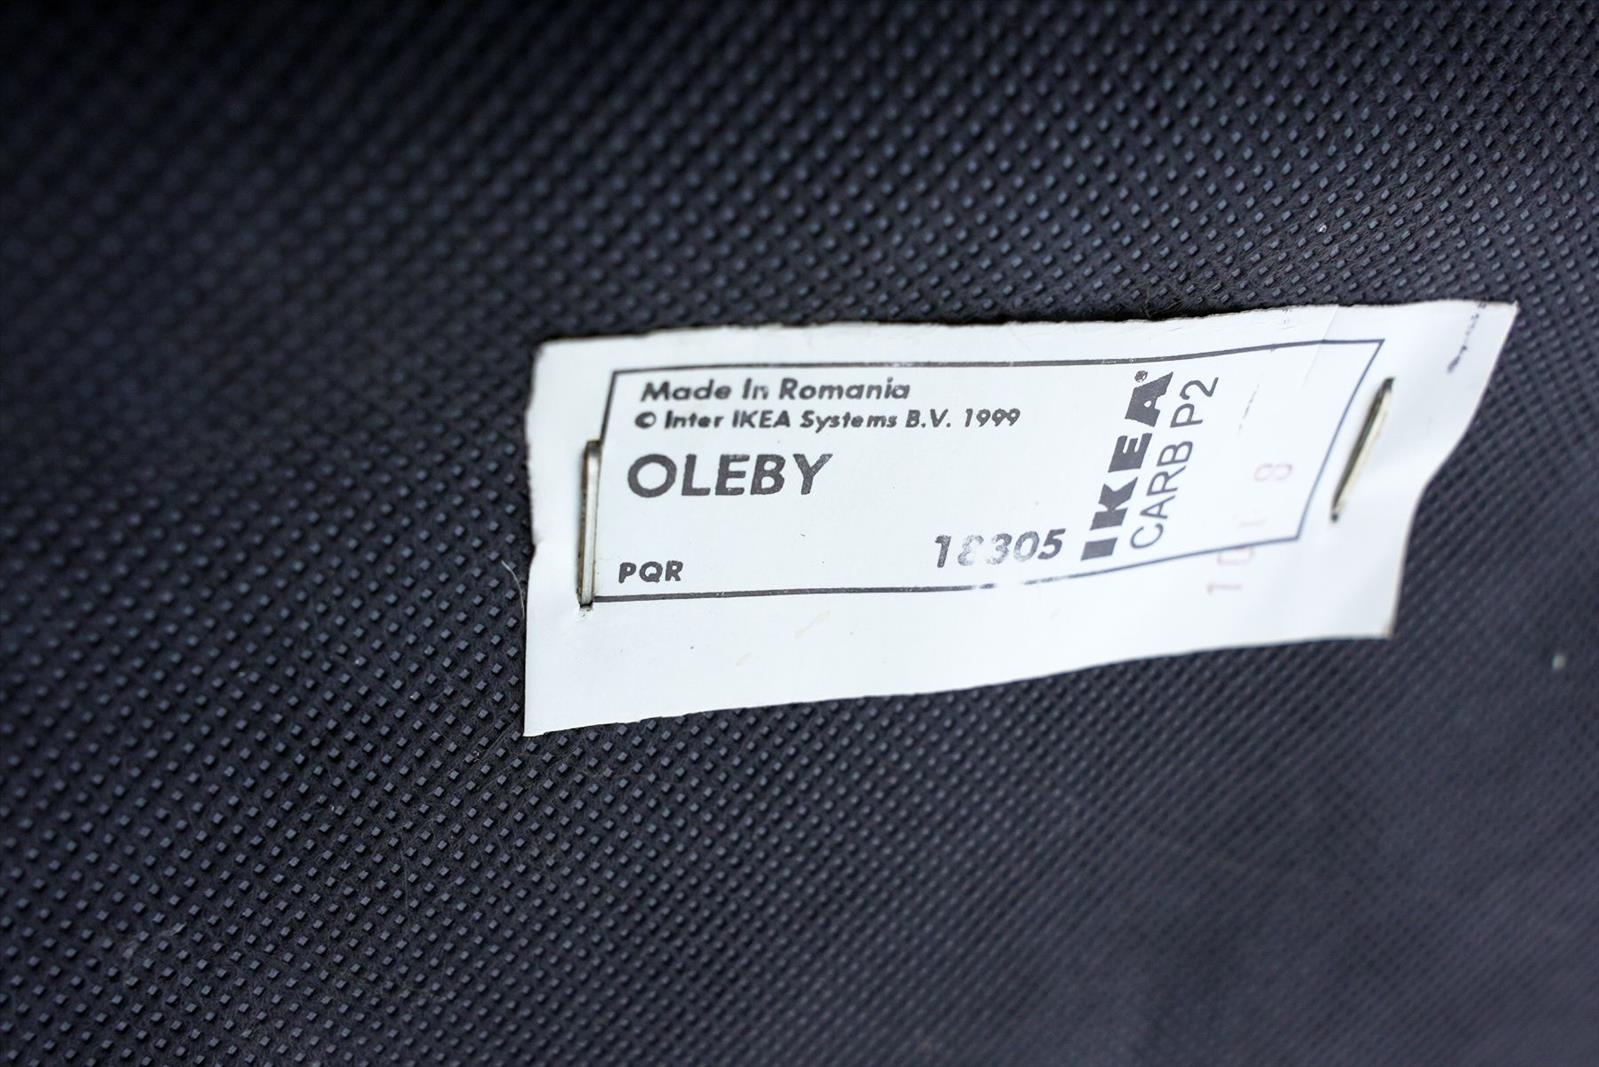 Made In Romania
© Inter IKEA Systems B.V. 1999
OLEBY
18305
PQR
IKEA
CARB P2